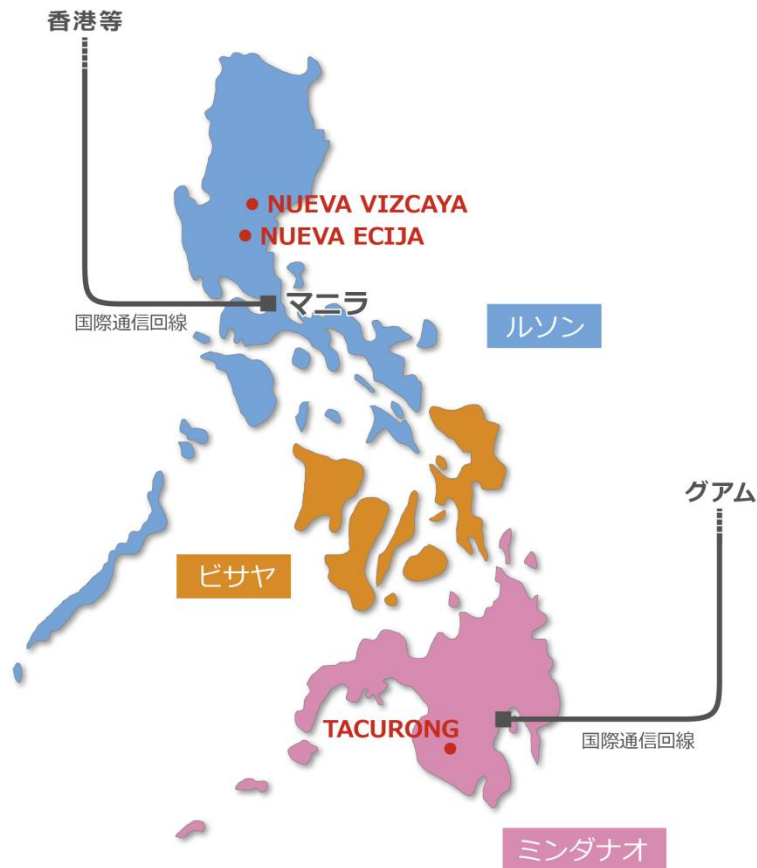 香港等
NUEVA VIZCAYA
NUEVA ECIJA
マニラ
国際通信回線
ルソン
グアム
ビサヤ
TACURONG
国際通信回線
ミンダナオ